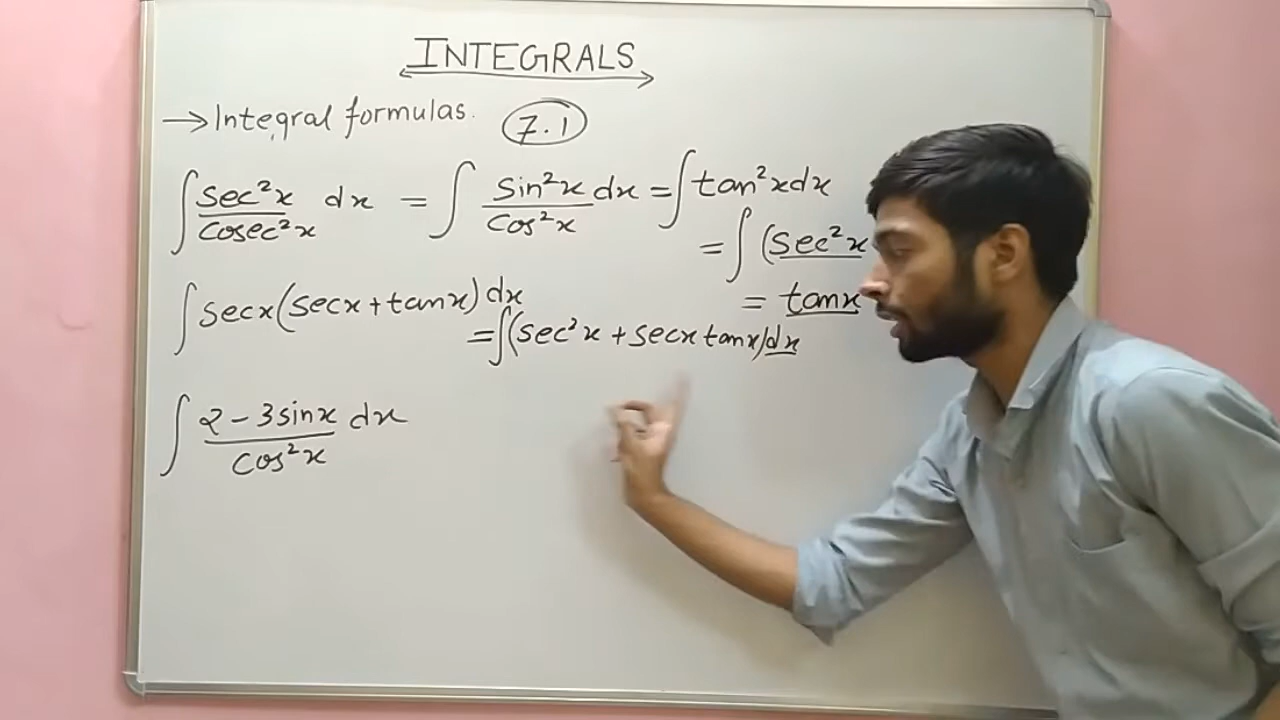 INTEGRALS
→ Integral formulas. 7.1
∫ sec²x/cosec²x dx = ∫ sin²x/cos²x dx = ∫ tan²x dx
= ∫ (sec²x
= tanx
∫ secx(secx + tanx) dx
= ∫(sec²x + secx tanx)dx
∫ 2 - 3sinx/cos²x dx